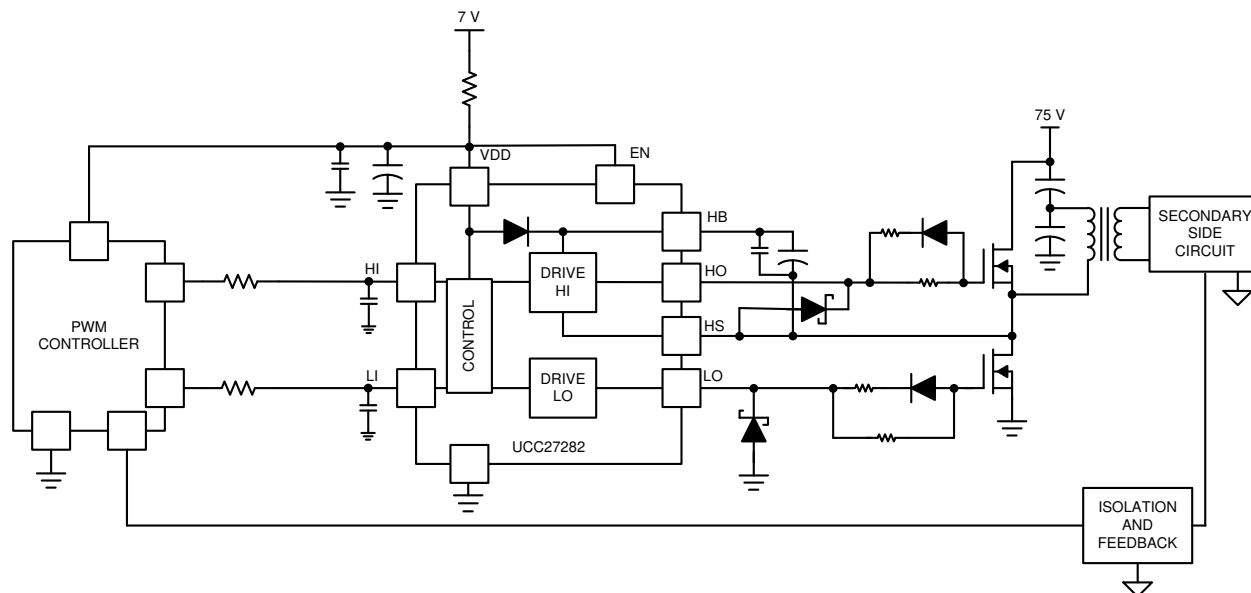 7 V
75 V
VDD
EN
HB
SECONDARY
SIDE
CIRCUIT
HI
DRIVE
HI
HO
PWM
CONTROLLER
CONTROL
HS
LI
DRIVE
LO
LO
UCC27282
ISOLATION
AND
FEEDBACK